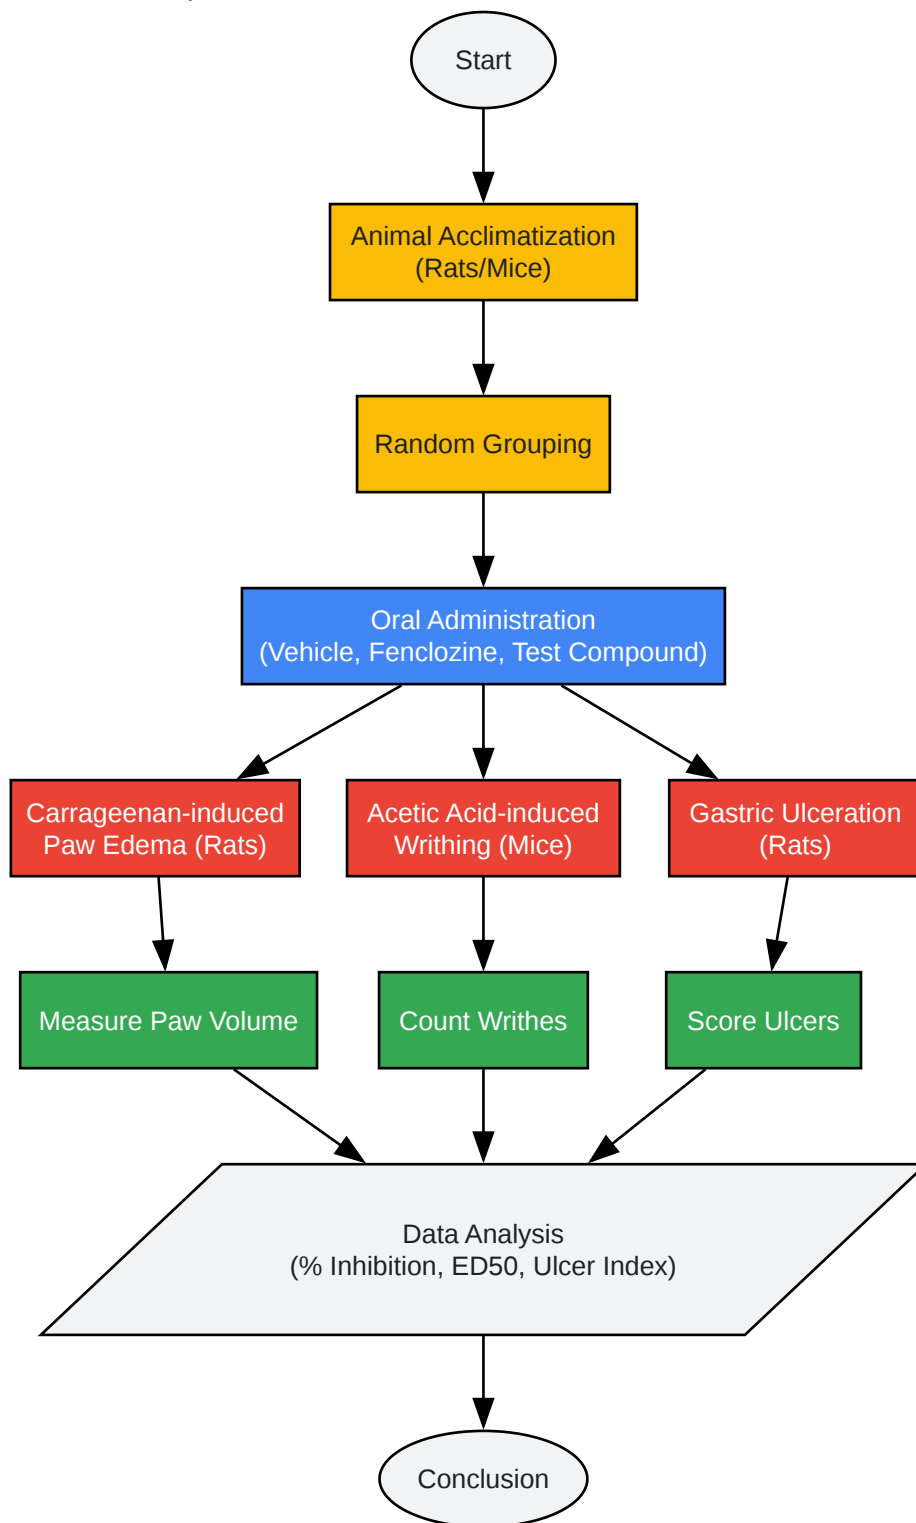 Start
Animal Acclimatization
(Rats/Mice)
Random Grouping
Oral Administration
(Vehicle, Fenclozine, Test Compound)
Carrageenan-induced
Paw Edema (Rats)
Acetic Acid-induced
Writhing (Mice)
Gastric Ulceration
(Rats)
Measure Paw Volume
Count Writhes
Score Ulcers
Data Analysis
(% Inhibition, ED50, Ulcer Index)
Conclusion